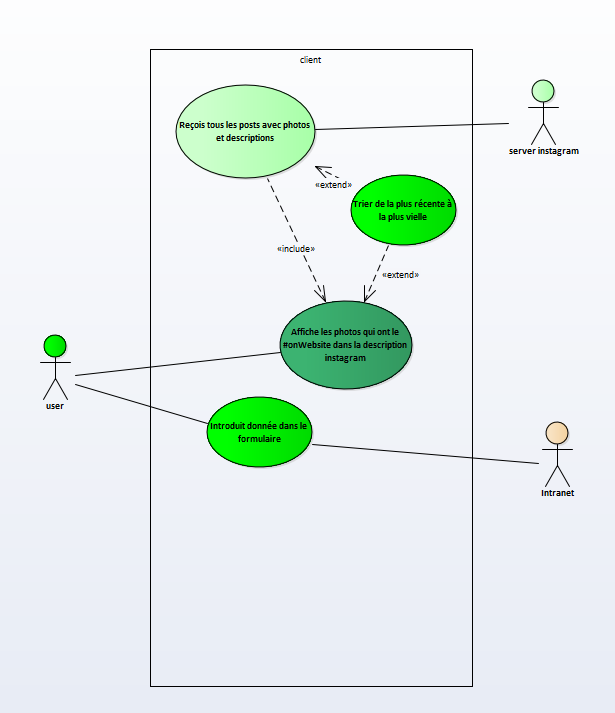 client
Reçois tous les posts avec photos
et descriptions
server instagram
«extend»
Trier de la plus récente à
la plus vielle
«include»
«extend»
Affiche les photos qui ont le
#onWebsite dans la description
instagram
user
Introduit donnée dans le
formulaire
Intranet